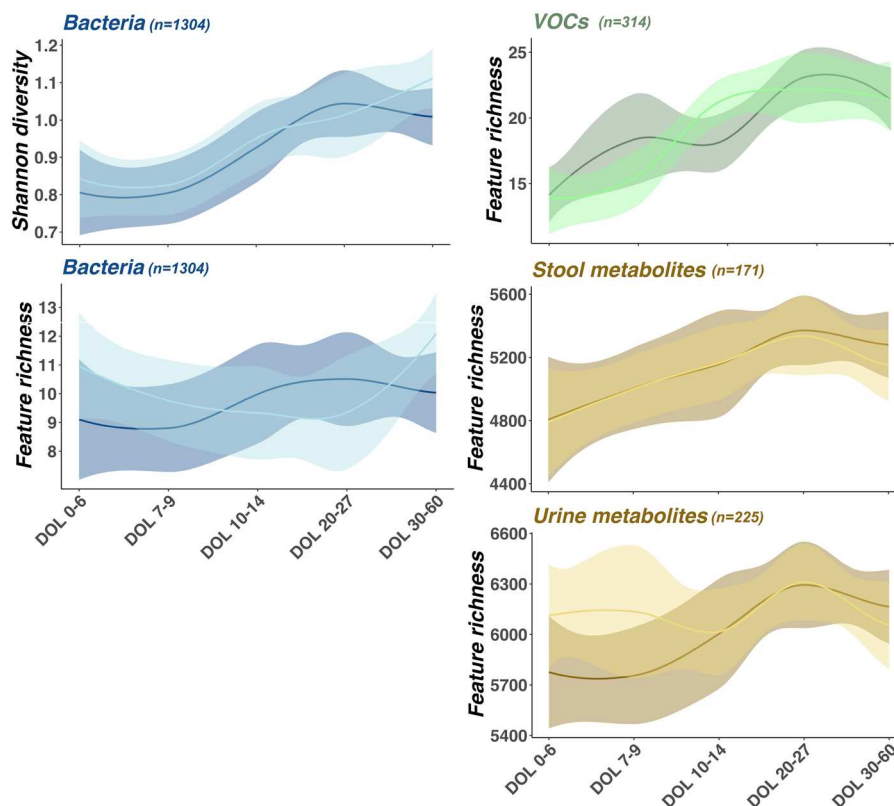 Bacteria (n=1304)
Shannon diversity
1.2
1.1
1.0
0.9
0.8
0.7
Bacteria (n=1304)
Feature richness
13
12
11
10
9
8
DOL 0-6
DOL 7-9
DOL 10-14
DOL 20-27
DOL 30-60
VOCs (n=314)
Feature richness
25
20
15
Stool metabolites (n=171)
Feature richness
5600
5200
4800
4400
Urine metabolites (n=225)
Feature richness
6600
6300
6000
5700
5400
DOL 0-6
DOL 7-9
DOL 10-14
DOL 20-27
DOL 30-60